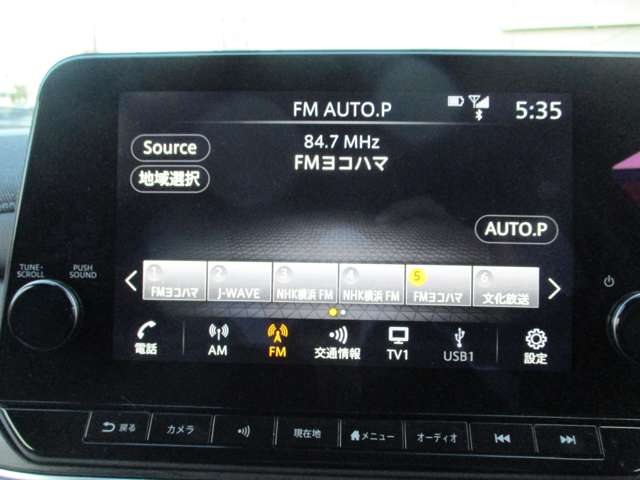 FM AUTO.P
5:35
84.7 MHz
FMヨコハマ
Source
地域選択
AUTO.P
TUNE・SCROLL
PUSH SOUND
1 FMヨコハマ
2 J-WAVE
3 NHK横浜 FM
4 NHK横浜 FM
5 FMヨコハマ
6 文化放送
電話
AM
FM
交通情報
TV1
USB1
設定
戻る
カメラ
現在地
メニュー
オーディオ